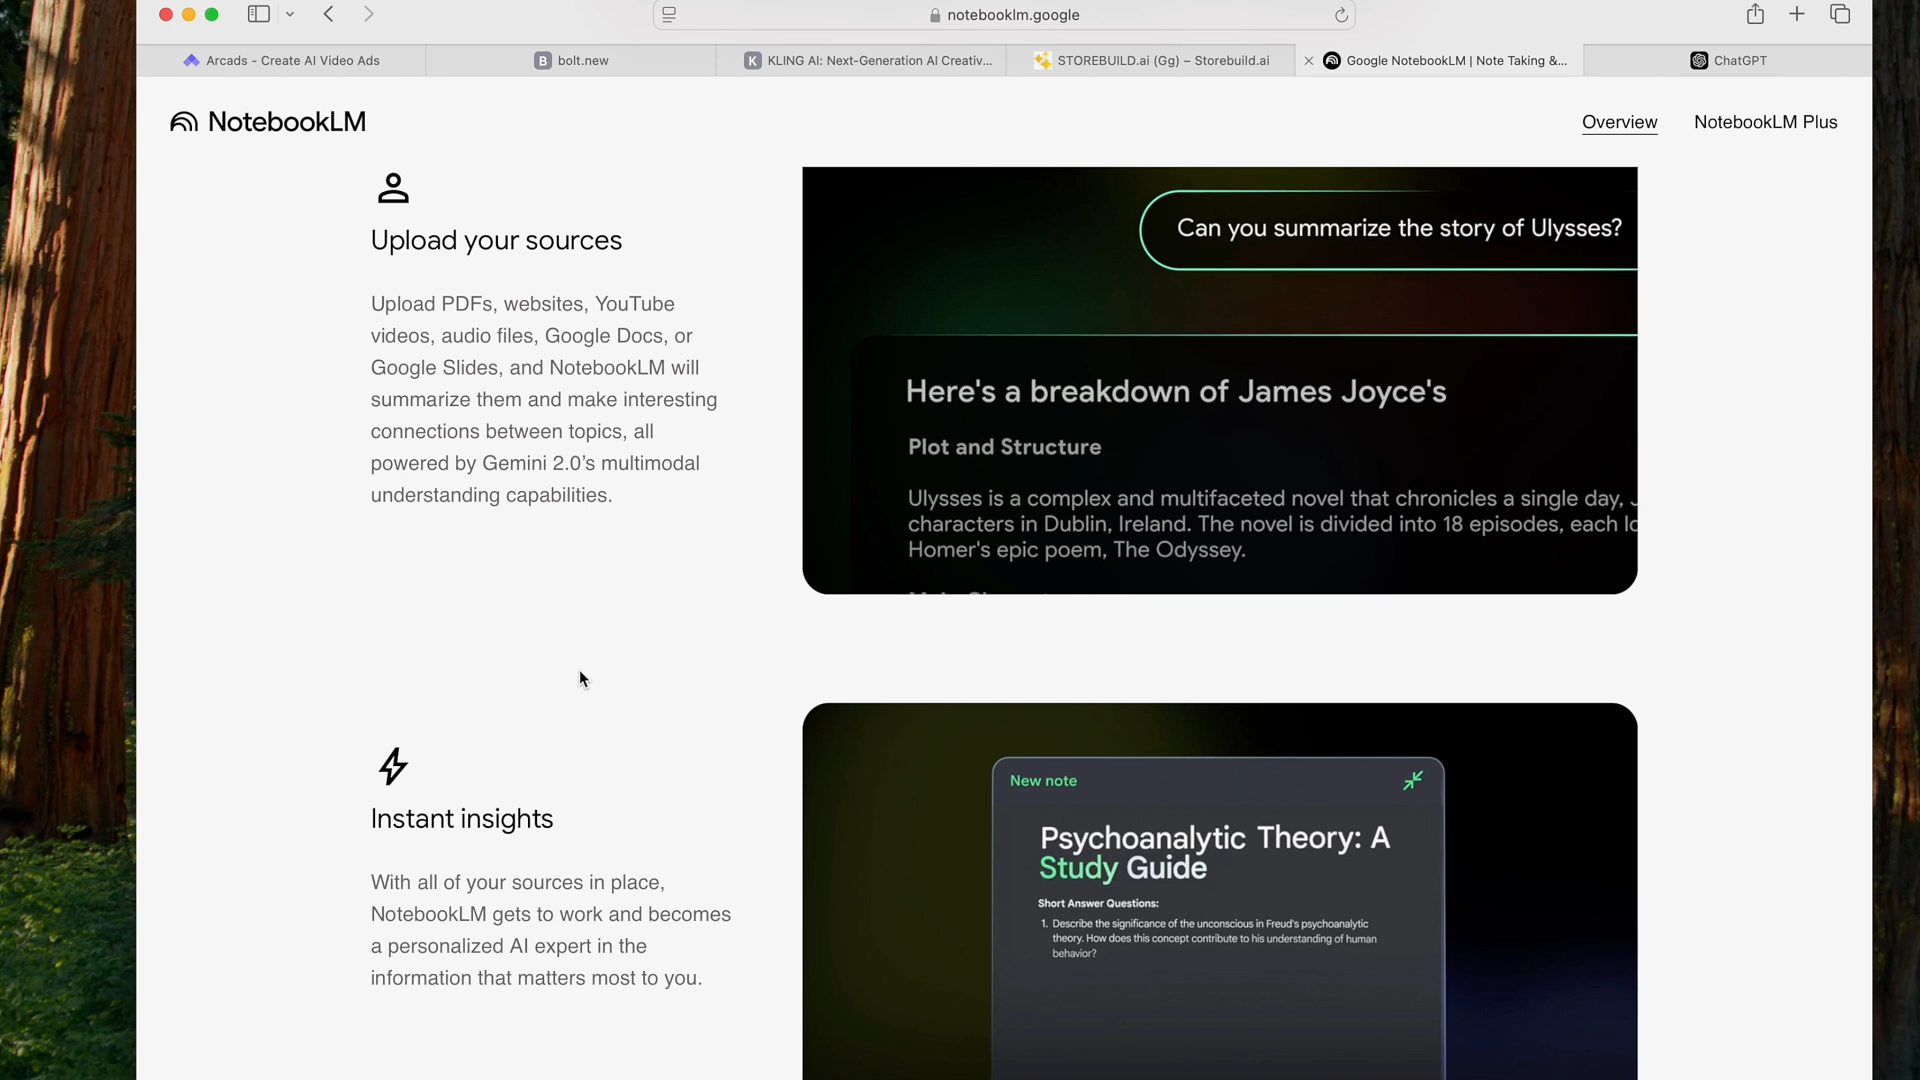 notebooklm.google
Arcads - Create AI Video Ads
B bolt.new
K KLING AI: Next-Generation AI Creativ...
STOREBUILD.ai (Gg) – Storebuild.ai
Google NotebookLM | Note Taking &...
ChatGPT
NotebookLM
Overview
NotebookLM Plus
Upload your sources
Upload PDFs, websites, YouTube
videos, audio files, Google Docs, or
Google Slides, and NotebookLM will
summarize them and make interesting
connections between topics, all
powered by Gemini 2.0’s multimodal
understanding capabilities.
Can you summarize the story of Ulysses?
Here's a breakdown of James Joyce's
Plot and Structure
Ulysses is a complex and multifaceted novel that chronicles a single day, J
characters in Dublin, Ireland. The novel is divided into 18 episodes, each lo
Homer's epic poem, The Odyssey.
Instant insights
With all of your sources in place,
NotebookLM gets to work and becomes
a personalized AI expert in the
information that matters most to you.
New note
Psychoanalytic Theory: A
Study Guide
Short Answer Questions:
1. Describe the significance of the unconscious in Freud's psychoanalytic
theory. How does this concept contribute to his understanding of human
behavior?